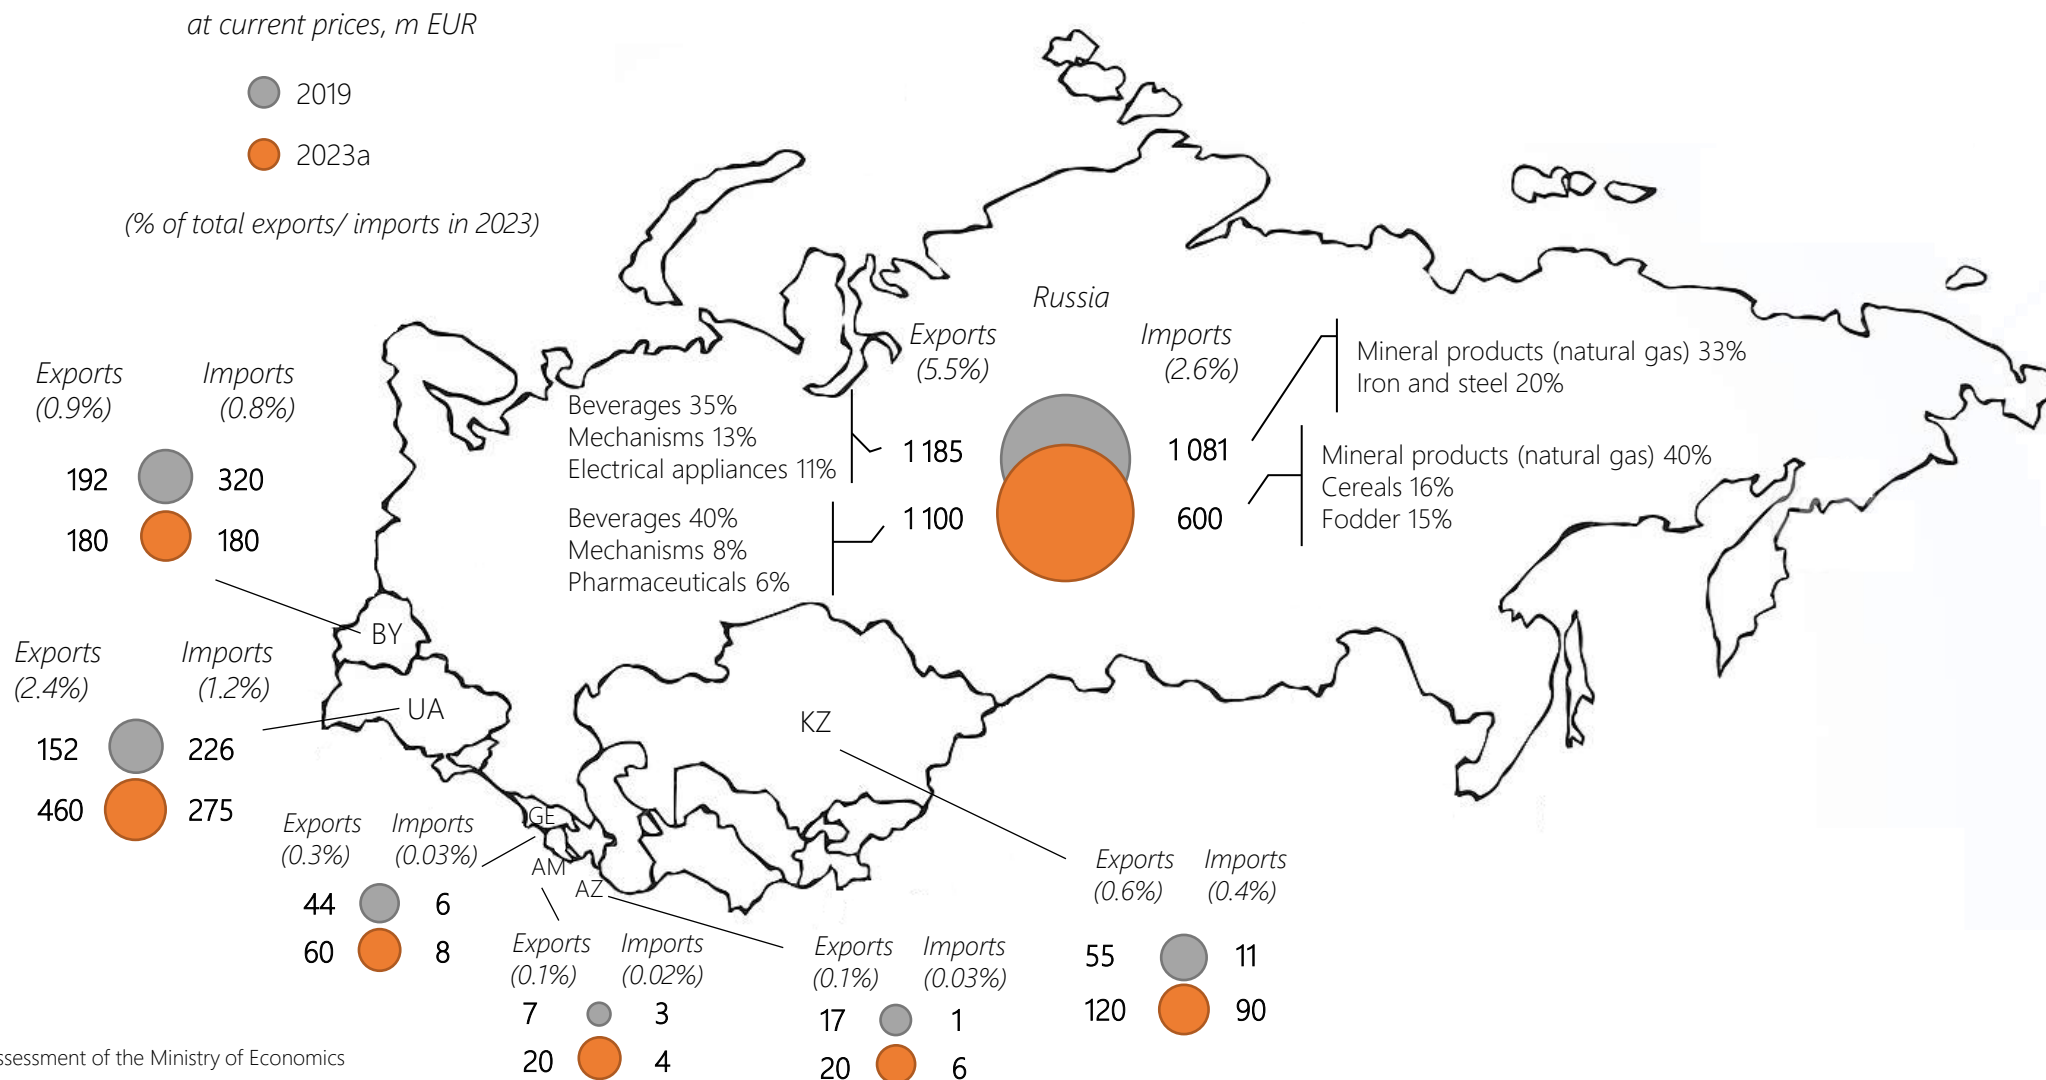 at current prices, m EUR
2019
2023a
(% of total exports/ imports in 2023)
Russia
Exports
(5.5%)
Imports
(2.6%)
Beverages 35%
Mechanisms 13%
Electrical appliances 11%
1 185
1 081
Mineral products (natural gas) 33%
Iron and steel 20%
Beverages 40%
Mechanisms 8%
Pharmaceuticals 6%
1 100
600
Mineral products (natural gas) 40%
Cereals 16%
Fodder 15%
Exports
(0.9%)
Imports
(0.8%)
192
320
180
180
BY
Exports
(2.4%)
Imports
(1.2%)
152
226
460
275
UA
KZ
GE
AM
AZ
Exports
(0.3%)
Imports
(0.03%)
44
6
60
8
Exports
(0.1%)
Imports
(0.02%)
7
3
20
4
Exports
(0.1%)
Imports
(0.03%)
17
1
20
6
Exports
(0.6%)
Imports
(0.4%)
55
11
120
90
ssessment of the Ministry of Economics